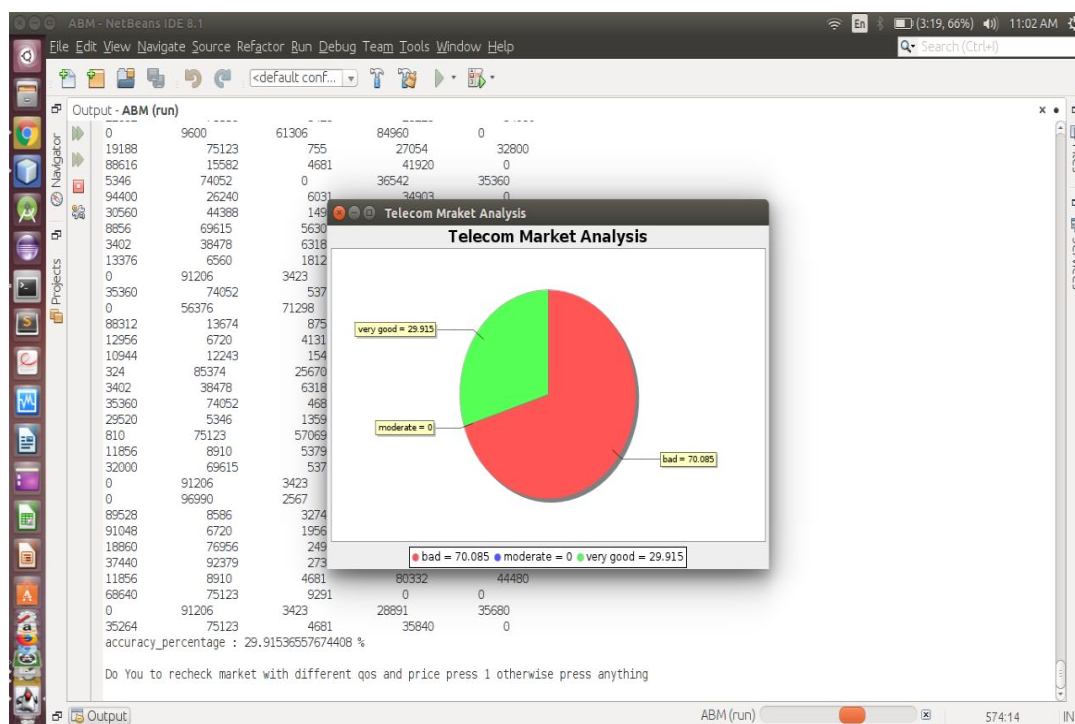 ABM - NetBeans IDE 8.1
En
(3:19, 66%)
11:02 AM
File Edit View Navigate Source Refactor Run Debug Team Tools Window Help
Search (Ctrl+I)
<default conf...
Output - ABM (run)
Navigator
Projects
0 9600 61306 84960 0
19188 75123 755 27054 32800
88616 15582 4681 41920 0
5346 74052 0 36542 35360
94400 26240 6031 34903 0
30560 44388 149
8856 69615 5630
3402 38478 6318
13376 6560 1812
0 91206 3423
35360 74052 537
0 56376 71298
88312 13674 875
12956 6720 4131
10944 12243 154
324 85374 25670
3402 38478 6318
35360 74052 468
29520 5346 1359
810 75123 57069
11856 8910 5379
32000 69615 537
0 91206 3423
0 96990 2567
89528 8586 3274
91048 6720 1956
18860 76956 249
37440 92379 273
11856 8910 4681 80332 44480
68640 75123 9291 0 0
0 91206 3423 28891 35680
35264 75123 4681 35840 0
accuracy_percentage : 29.91536557674408 %
Do You to recheck market with different qos and price press 1 otherwise press anything
Telecom Mraket Analysis
Telecom Market Analysis
very good = 29.915
moderate = 0
bad = 70.085
bad = 70.085 moderate = 0 very good = 29.915
Output
ABM (run)
574:14
IN